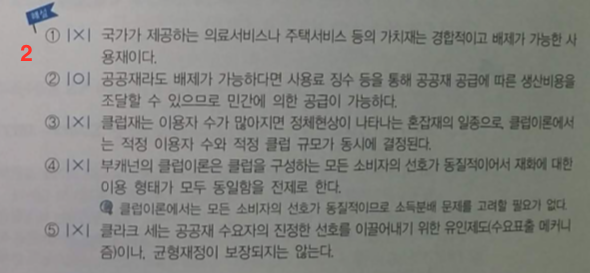 해설
2
① |×| 국가가 제공하는 의료서비스나 주택서비스 등의 가치재는 경합적이고 배제가 가능한 사
용재이다.
② |○| 공공재라도 배제가 가능하다면 사용료 징수 등을 통해 공공재 공급에 따른 생산비용을
조달할 수 있으므로 민간에 의한 공급이 가능하다.
③ |×| 클럽재는 이용자 수가 많아지면 정체현상이 나타나는 혼잡재의 일종으로, 클럽이론에서
는 적정 이용자 수와 적정 클럽 규모가 동시에 결정된다.
④ |×| 부캐넌의 클럽이론은 클럽을 구성하는 모든 소비자의 선호가 동질적이어서 재화에 대한
이용 형태가 모두 동일함을 전제로 한다.
클럽이론에서는 모든 소비자의 선호가 동질적이므로 소득분배 문제를 고려할 필요가 없다.
⑤ |×| 클라크 세는 공공재 수요자의 진정한 선호를 이끌어내기 위한 유인제도(수요표출 메커니
즘)이나, 균형재정이 보장되지는 않는다.